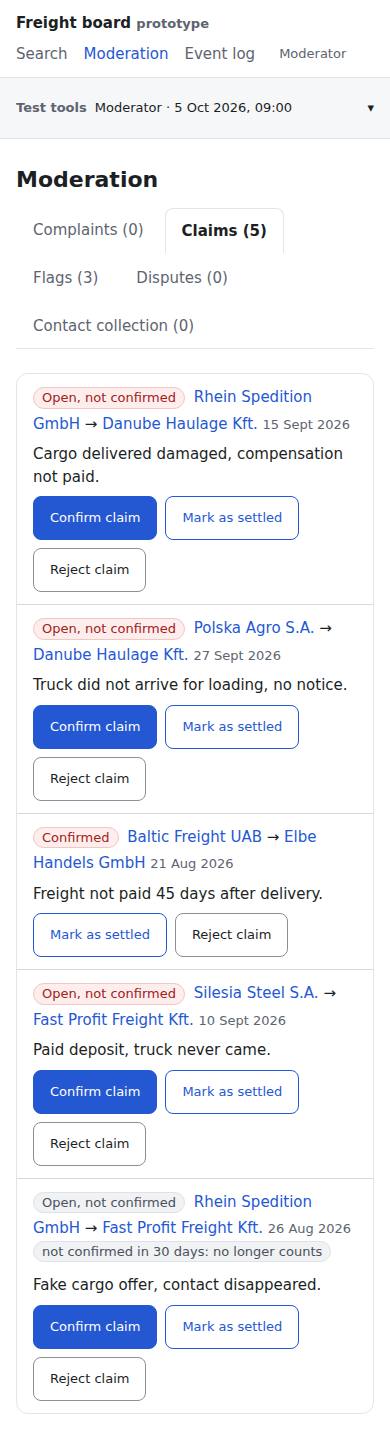 Freight board prototype
Search Moderation Event log Moderator
Test tools Moderator · 5 Oct 2026, 09:00 ▾
Moderation
Complaints (0) Claims (5)
Flags (3) Disputes (0)
Contact collection (0)
Open, not confirmed Rhein Spedition
GmbH → Danube Haulage Kft. 15 Sept 2026
Cargo delivered damaged, compensation
not paid.
Confirm claim Mark as settled
Reject claim
Open, not confirmed Polska Agro S.A. →
Danube Haulage Kft. 27 Sept 2026
Truck did not arrive for loading, no notice.
Confirm claim Mark as settled
Reject claim
Confirmed Baltic Freight UAB → Elbe
Handels GmbH 21 Aug 2026
Freight not paid 45 days after delivery.
Mark as settled Reject claim
Open, not confirmed Silesia Steel S.A. →
Fast Profit Freight Kft. 10 Sept 2026
Paid deposit, truck never came.
Confirm claim Mark as settled
Reject claim
Open, not confirmed Rhein Spedition
GmbH → Fast Profit Freight Kft. 26 Aug 2026
not confirmed in 30 days: no longer counts
Fake cargo offer, contact disappeared.
Confirm claim Mark as settled
Reject claim